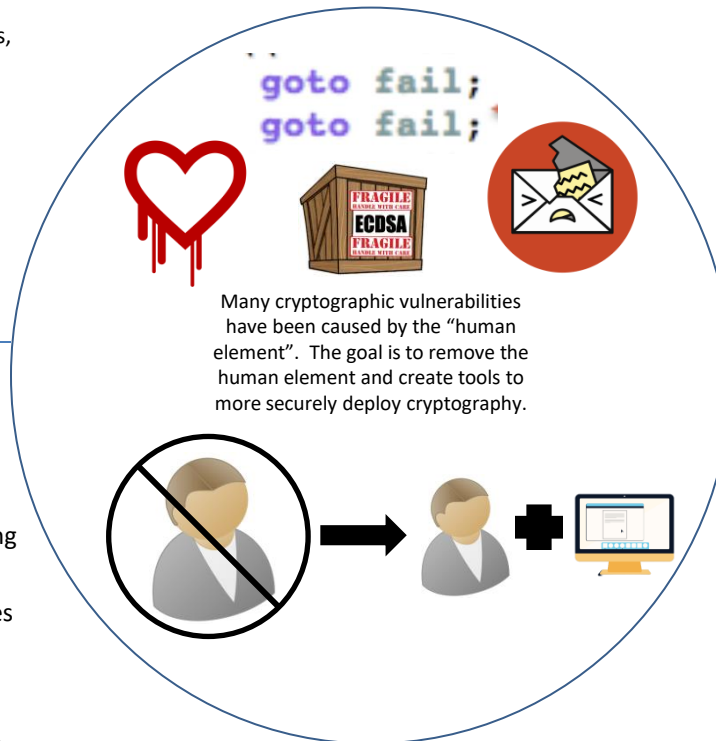 s,
goto fail;
goto fail;
FRAGILE
HANDLE WITH CARE
ECDSA
FRAGILE
HANDLE WITH CARE
Many cryptographic vulnerabilities
have been caused by the “human
element”. The goal is to remove the
human element and create tools to
more securely deploy cryptography.
ng
es